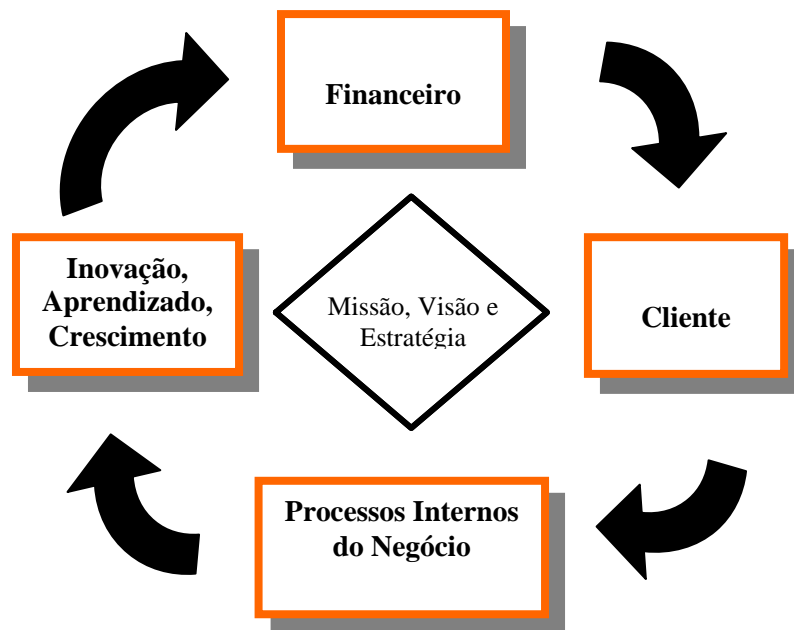 Financeiro
Inovação,
Aprendizado,
Crescimento
Missão, Visão e
Estratégia
Cliente
Processos Internos
do Negócio